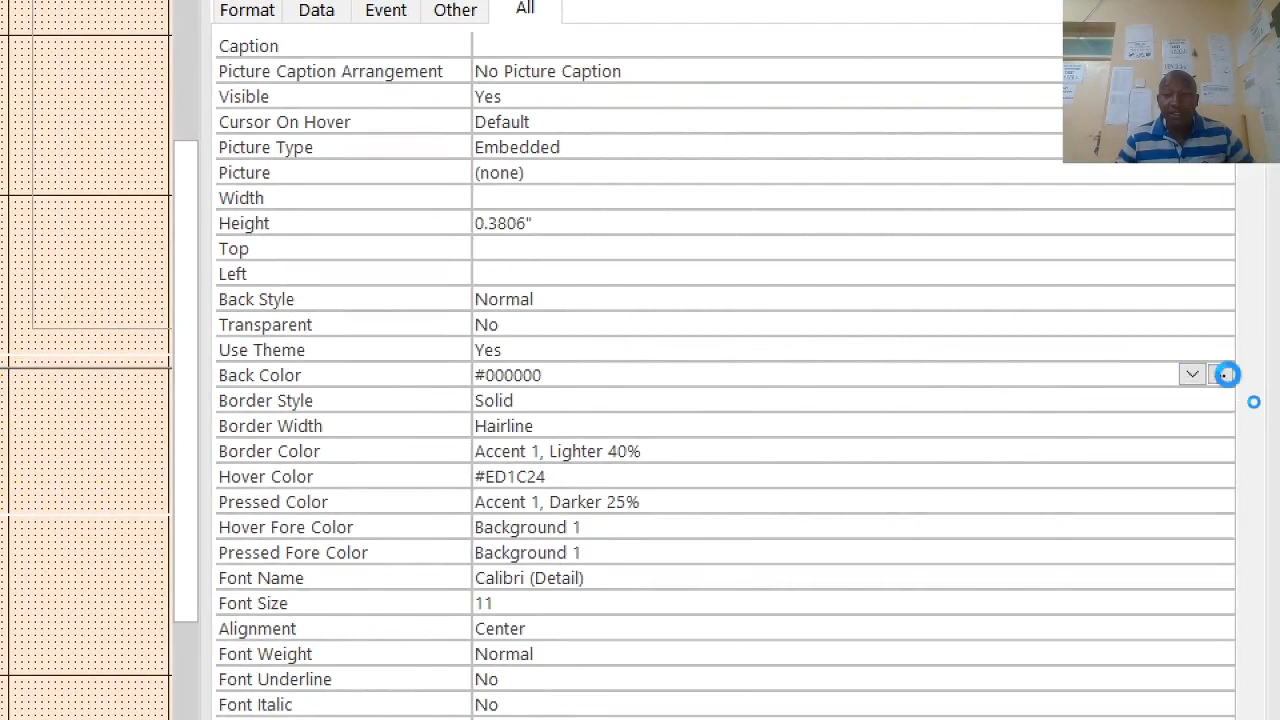 Format Data Event Other All
Caption
Picture Caption Arrangement No Picture Caption
Visible Yes
Cursor On Hover Default
Picture Type Embedded
Picture (none)
Width
Height 0.3806"
Top
Left
Back Style Normal
Transparent No
Use Theme Yes
Back Color #000000
Border Style Solid
Border Width Hairline
Border Color Accent 1, Lighter 40%
Hover Color #ED1C24
Pressed Color Accent 1, Darker 25%
Hover Fore Color Background 1
Pressed Fore Color Background 1
Font Name Calibri (Detail)
Font Size 11
Alignment Center
Font Weight Normal
Font Underline No
Font Italic No